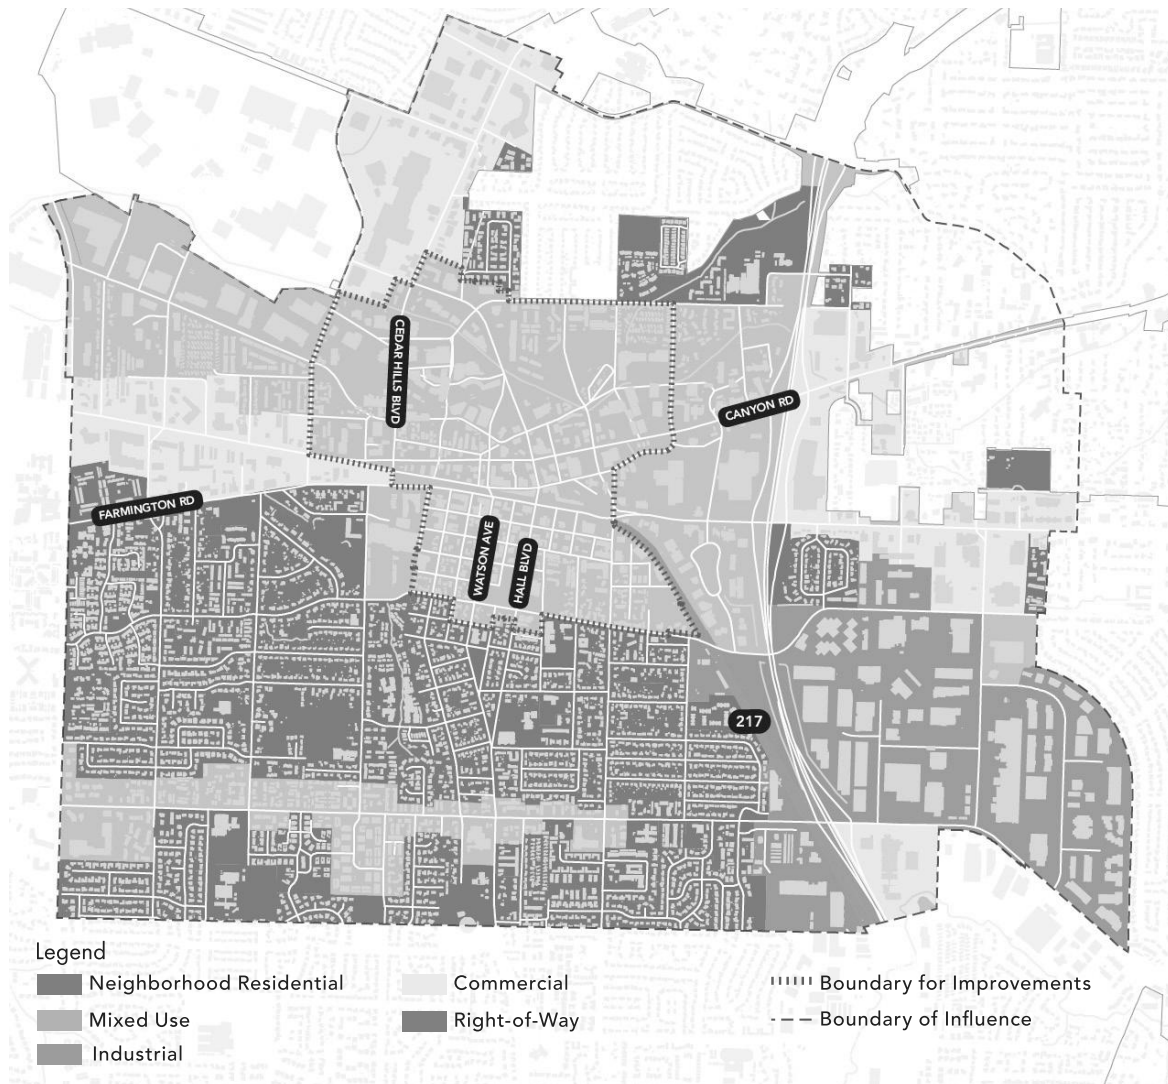 CEDAR HILLS BLVD
CANYON RD
FARMINGTON RD
WATSON AVE
HALL BLVD
217
Legend
Neighborhood Residential
Mixed Use
Industrial
Commercial
Right-of-Way
Boundary for Improvements
Boundary of Influence